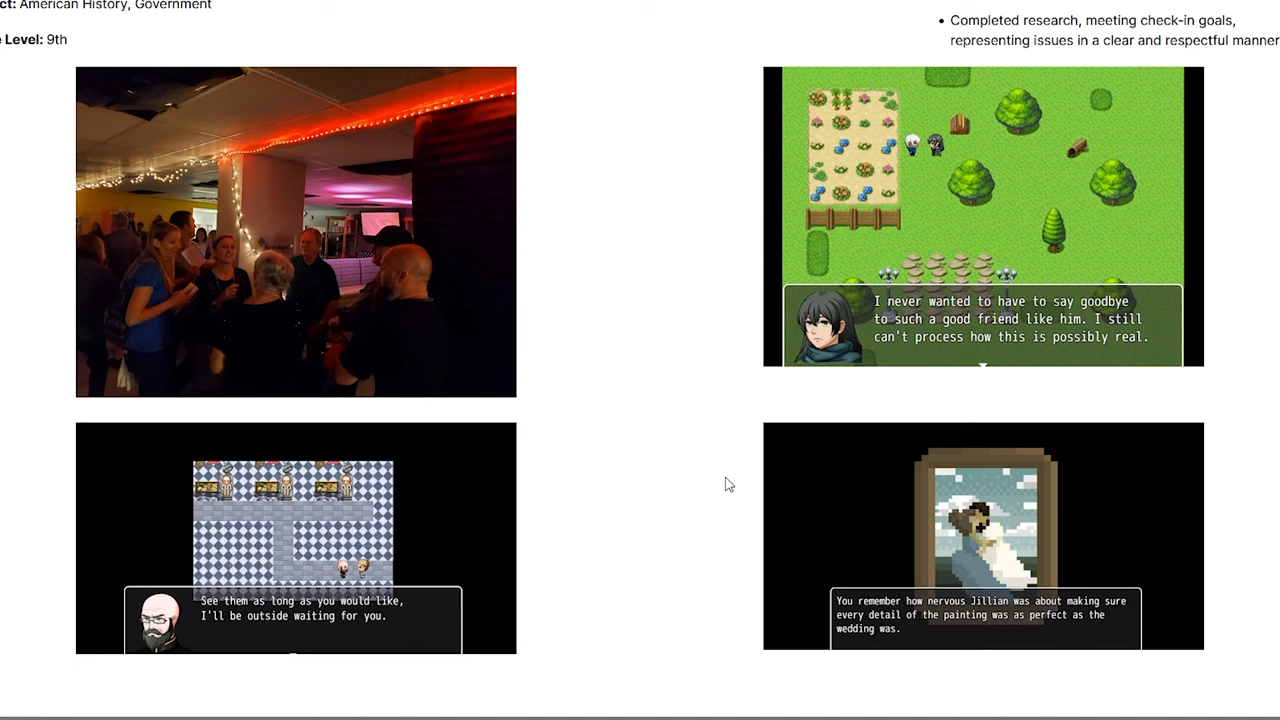 ct: American History, Government
e Level: 9th
• Completed research, meeting check-in goals,
representing issues in a clear and respectful manner
I never wanted to have to say goodbye
to such a good friend like him. I still
can't process how this is possibly real.
See them as long as you would like,
I'll be outside waiting for you.
You remember how nervous Jillian was about making sure
every detail of the painting was as perfect as the
wedding was.